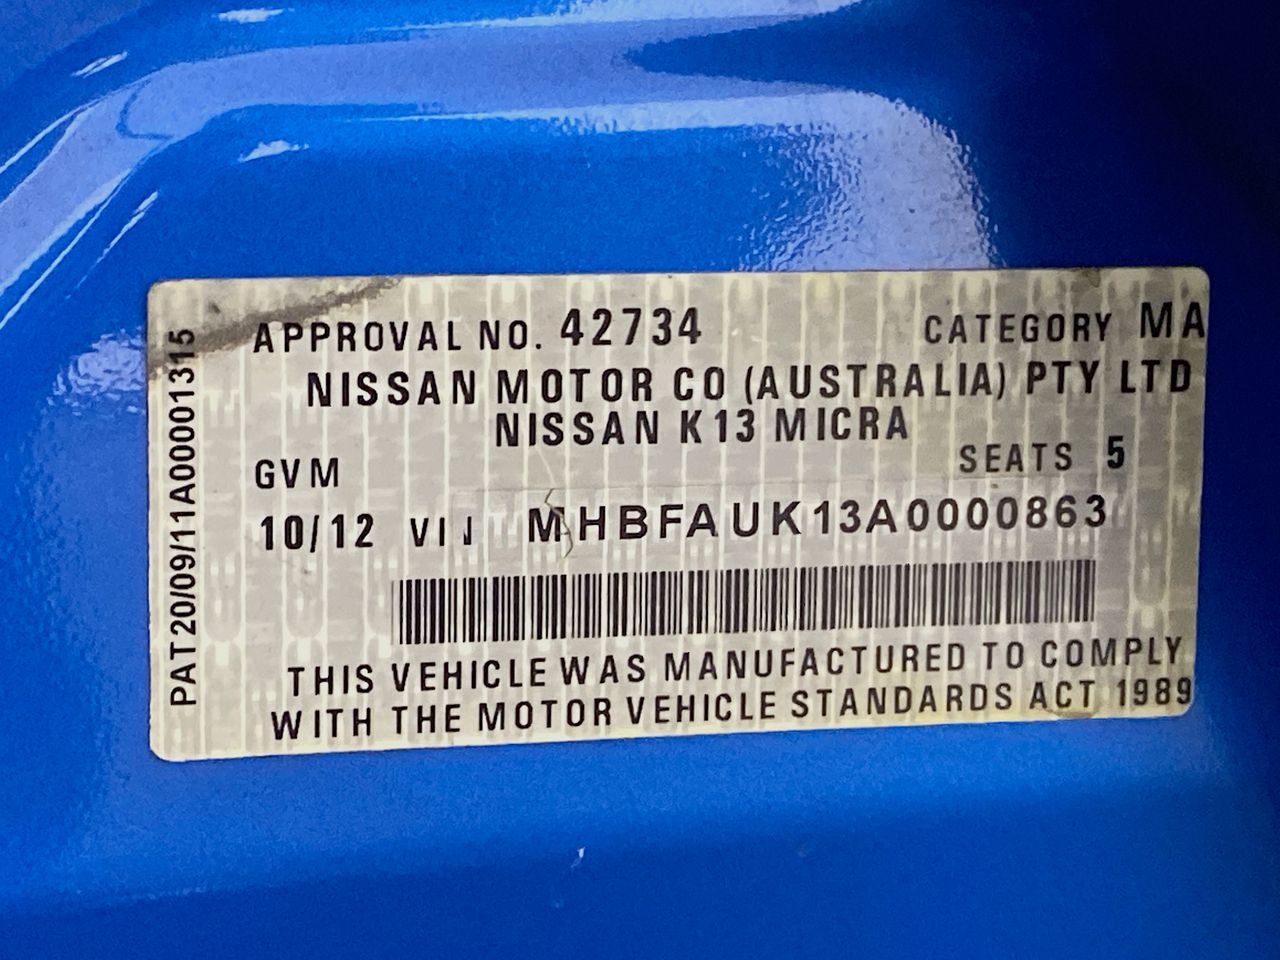 APPROVAL NO. 42734 CATEGORY MA
NISSAN MOTOR CO (AUSTRALIA) PTY LTD
NISSAN K13 MICRA
GVM SEATS 5
10/12 VIN MHBFAUK13A0000863
THIS VEHICLE WAS MANUFACTURED TO COMPLY
WITH THE MOTOR VEHICLE STANDARDS ACT 1989
PAT20/09/11A00001315